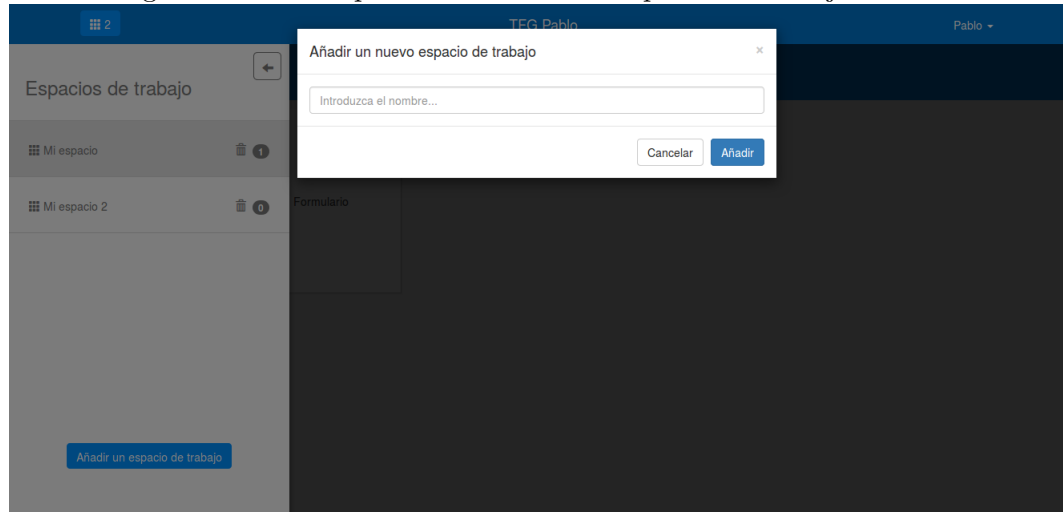 2
TFG Pablo
Pablo
Añadir un nuevo espacio de trabajo
×
Espacios de trabajo
Introduzca el nombre...
Cancelar
Añadir
Mi espacio
1
Mi espacio 2
0
Formulario
Añadir un espacio de trabajo